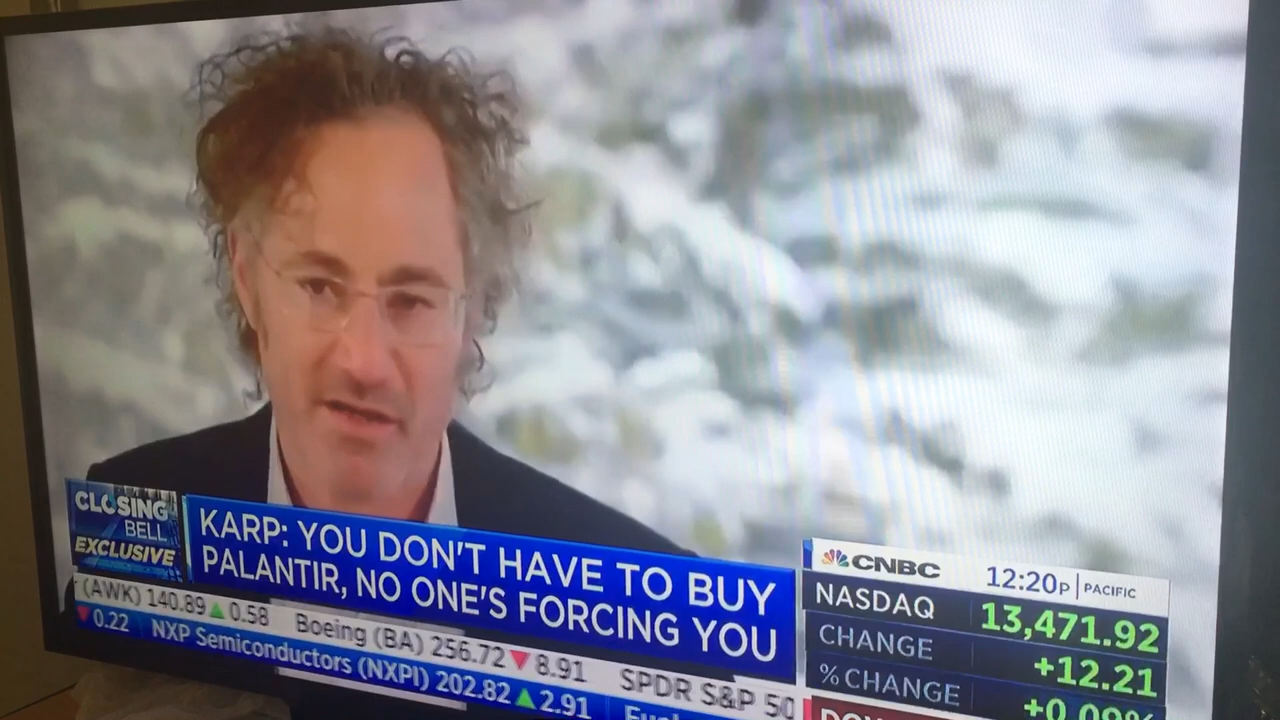 CLOSING
BELL
EXCLUSIVE
KARP: YOU DON'T HAVE TO BUY
PALANTIR, NO ONE'S FORCING YOU
CNBC
12:20P | PACIFIC
NASDAQ 13,471.92
CHANGE +12.21
% CHANGE +0.09%
(AWK) 140.89 ▲ 0.58 Boeing (BA) 256.72 ▼ 8.91 SPDR S&P 50
▼ 0.22 NXP Semiconductors (NXPI) 202.82 ▲ 2.91